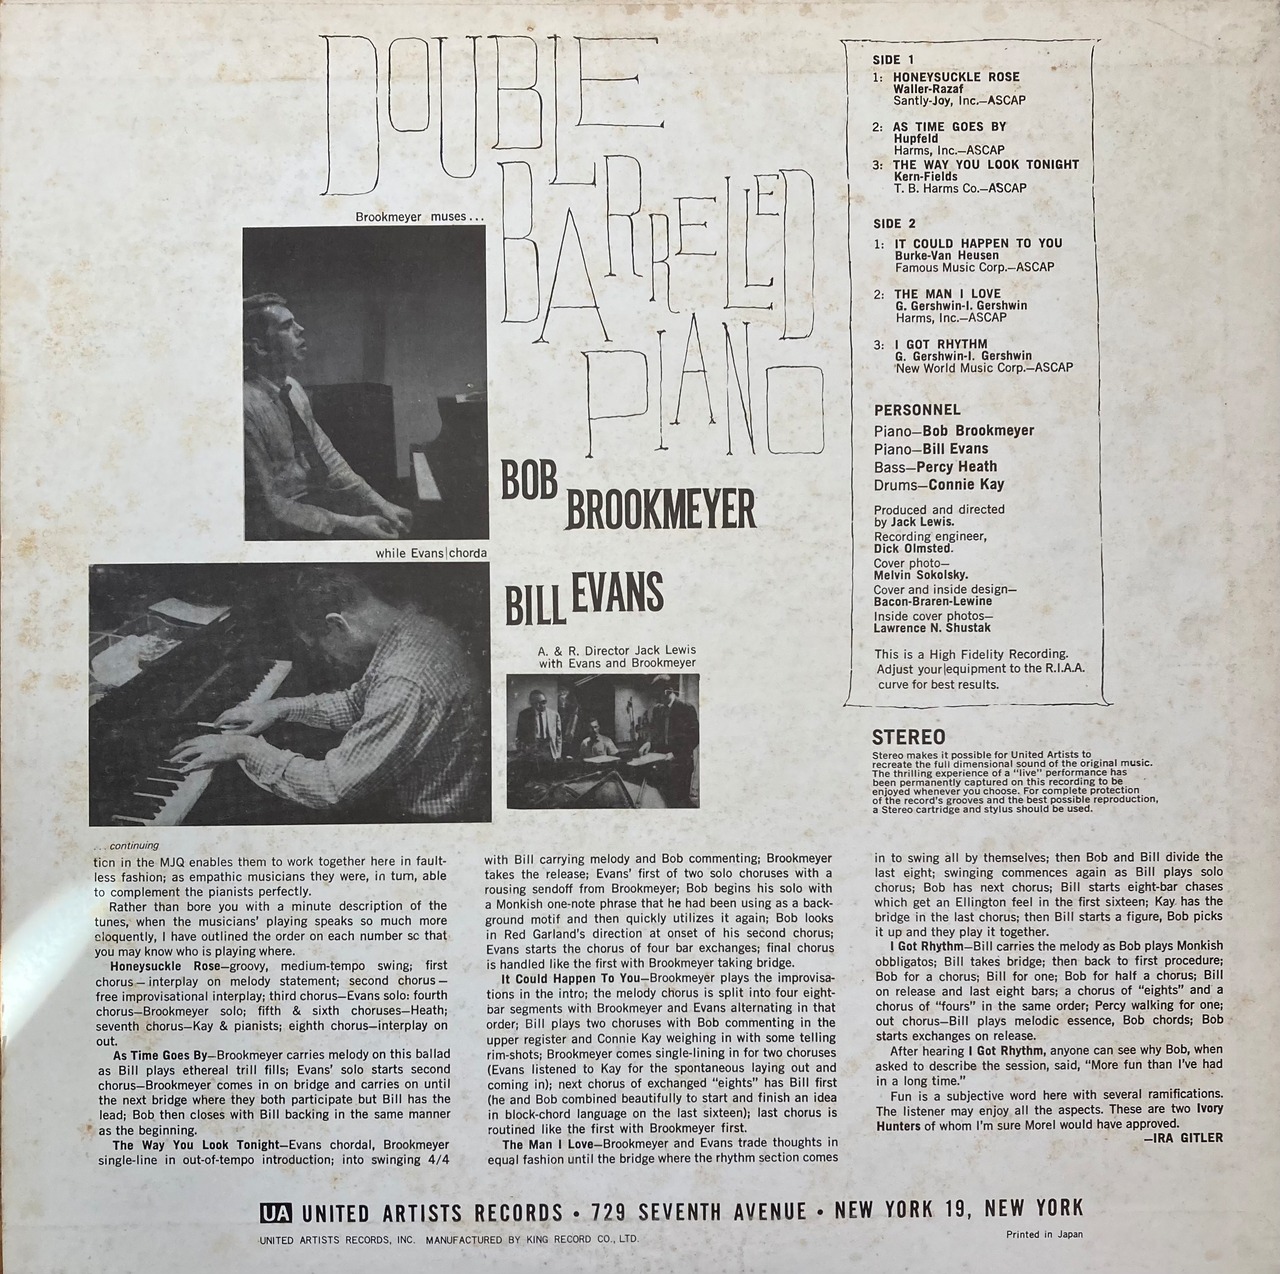 DOUBLE
BARRELLED
PIANO
Brookmeyer muses...
while Evans chorda
BOB
BROOKMEYER
BILL EVANS
A. & R. Director Jack Lewis
with Evans and Brookmeyer
SIDE 1
1: HONEYSUCKLE ROSE
Waller-Razaf
Santly-Joy, Inc.—ASCAP
2: AS TIME GOES BY
Hupfeld
Harms, Inc.—ASCAP
3: THE WAY YOU LOOK TONIGHT
Kern-Fields
T. B. Harms Co.—ASCAP
SIDE 2
1: IT COULD HAPPEN TO YOU
Burke-Van Heusen
Famous Music Corp.—ASCAP
2: THE MAN I LOVE
G. Gershwin-I. Gershwin
Harms, Inc.—ASCAP
3: I GOT RHYTHM
G. Gershwin-I. Gershwin
New World Music Corp.—ASCAP
PERSONNEL
Piano—Bob Brookmeyer
Piano—Bill Evans
Bass—Percy Heath
Drums—Connie Kay
Produced and directed
by Jack Lewis.
Recording engineer,
Dick Olmsted.
Cover photo—
Melvin Sokolsky.
Cover and inside design—
Bacon-Braren-Lewine
Inside cover photos—
Lawrence N. Shustak
This is a High Fidelity Recording.
Adjust your equipment to the R.I.A.A.
curve for best results.
STEREO
Stereo makes it possible for United Artists to
recreate the full dimensional sound of the original music.
The thrilling experience of a "live" performance has
been permanently captured on this recording to be
enjoyed whenever you choose. For complete protection
of the record's grooves and the best possible reproduction,
a Stereo cartridge and stylus should be used.
...continuing
tion in the MJQ enables them to work together here in fault-
less fashion; as empathic musicians they were, in turn, able
to complement the pianists perfectly.
Rather than bore you with a minute description of the
tunes, when the musicians' playing speaks so much more
eloquently, I have outlined the order on each number so that
you may know who is playing where.
Honeysuckle Rose—groovy, medium-tempo swing; first
chorus—interplay on melody statement; second chorus—
free improvisational interplay; third chorus—Evans solo: fourth
chorus—Brookmeyer solo; fifth & sixth choruses—Heath;
seventh chorus—Kay & pianists; eighth chorus—interplay on
out.
As Time Goes By—Brookmeyer carries melody on this ballad
as Bill plays ethereal trill fills; Evans' solo starts second
chorus—Brookmeyer comes in on bridge and carries on until
the next bridge where they both participate but Bill has the
lead; Bob then closes with Bill backing in the same manner
as the beginning.
The Way You Look Tonight—Evans chordal, Brookmeyer
single-line in out-of-tempo introduction; into swinging 4/4
with Bill carrying melody and Bob commenting; Brookmeyer
takes the release; Evans' first of two solo choruses with a
rousing sendoff from Brookmeyer; Bob begins his solo with
a Monkish one-note phrase that he had been using as a back-
ground motif and then quickly utilizes it again; Bob looks
in Red Garland's direction at onset of his second chorus;
Evans starts the chorus of four bar exchanges; final chorus
is handled like the first with Brookmeyer taking bridge.
It Could Happen To You—Brookmeyer plays the improvisa-
tions in the intro; the melody chorus is split into four eight-
bar segments with Brookmeyer and Evans alternating in that
order; Bill plays two choruses with Bob commenting in the
upper register and Connie Kay weighing in with some telling
rim-shots; Brookmeyer comes single-lining in for two choruses
(Evans listened to Kay for the spontaneous laying out and
coming in); next chorus of exchanged "eights" has Bill first
(he and Bob combined beautifully to start and finish an idea
in block-chord language on the last sixteen); last chorus is
routined like the first with Brookmeyer first.
The Man I Love—Brookmeyer and Evans trade thoughts in
equal fashion until the bridge where the rhythm section comes
in to swing all by themselves; then Bob and Bill divide the
last eight; swinging commences again as Bill plays solo
chorus; Bob has next chorus; Bill starts eight-bar chases
which get an Ellington feel in the first sixteen; Kay has the
bridge in the last chorus; then Bill starts a figure, Bob picks
it up and they play it together.
I Got Rhythm—Bill carries the melody as Bob plays Monkish
obbligatos; Bill takes bridge; then back to first procedure;
Bob for a chorus; Bill for one; Bob for half a chorus; Bill
on release and last eight bars; a chorus of "eights" and a
chorus of "fours" in the same order; Percy walking for one;
out chorus—Bill plays melodic essence, Bob chords; Bob
starts exchanges on release.
After hearing I Got Rhythm, anyone can see why Bob, when
asked to describe the session, said, "More fun than I've had
in a long time."
Fun is a subjective word here with several ramifications.
The listener may enjoy all the aspects. These are two Ivory
Hunters of whom I'm sure Morel would have approved.
—IRA GITLER
UA UNITED ARTISTS RECORDS • 729 SEVENTH AVENUE • NEW YORK 19, NEW YORK
UNITED ARTISTS RECORDS, INC. MANUFACTURED BY KING RECORD CO., LTD.
Printed in Japan